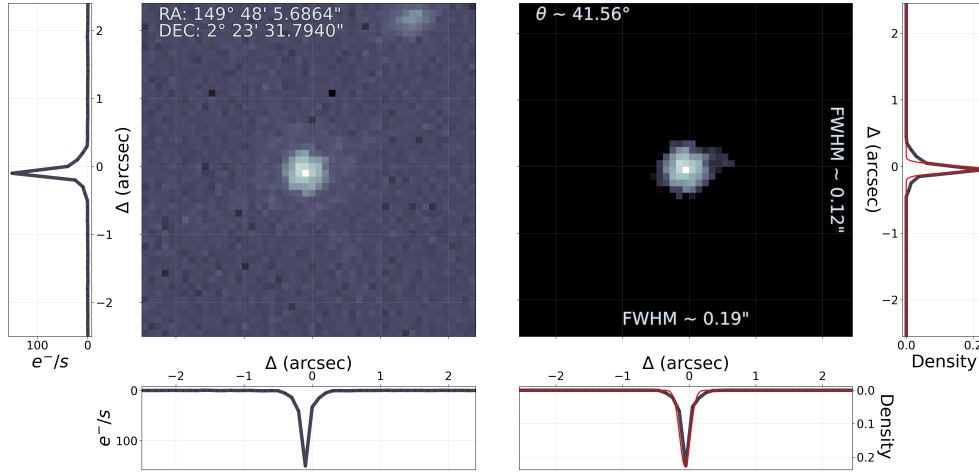 RA: 149° 48' 5.6864"
DEC: 2° 23' 31.7940"
θ ~ 41.56°
FWHM ~ 0.12"
FWHM ~ 0.19"
2
1
0
−1
−2
Δ (arcsec)
100 0
e⁻/s
2
1
0
−1
−2
Δ (arcsec)
0.0 0.2
Density
Δ (arcsec)
−2 −1 0 1 2
0
100
e⁻/s
Δ (arcsec)
−2 −1 0 1 2
0.0
0.1
0.2
Density